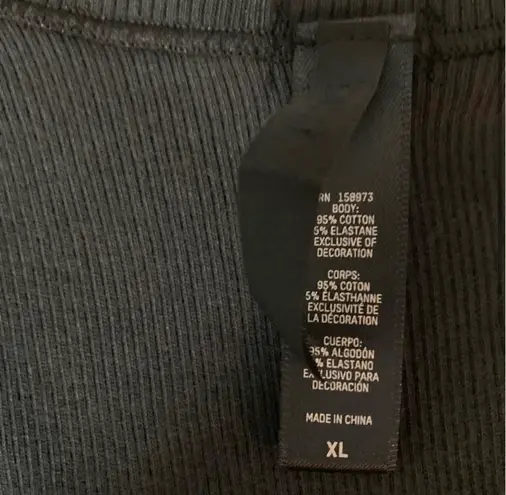 RN 158973
BODY:
95% COTTON
5% ELASTANE
EXCLUSIVE OF
DECORATION
CORPS:
95% COTON
5% ÉLASTHANNE
EXCLUSIVITÉ DE
LA DÉCORATION
CUERPO:
95% ALGODÓN
% ELASTANO
PARA
DECORACIÓN
MADE IN CHINA
XL